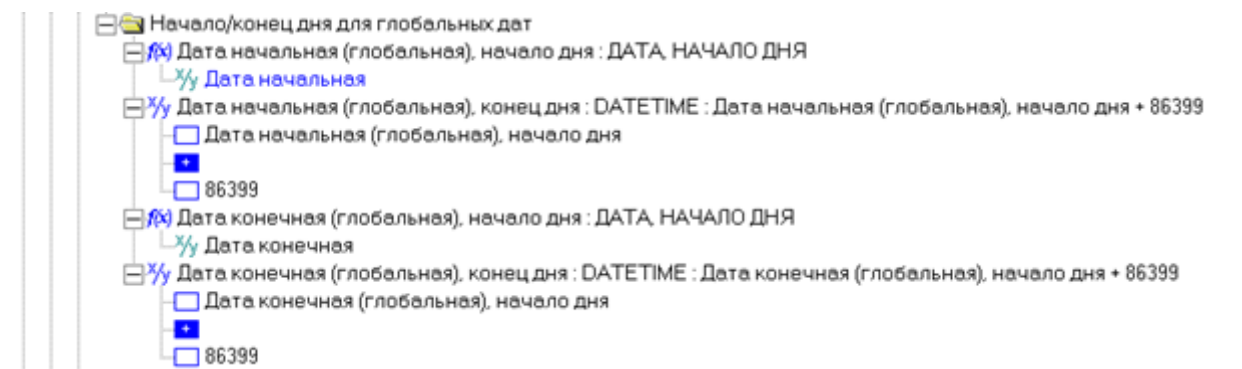 Начало/конец дня для глобальных дат
f(x) Дата начальная (глобальная), начало дня : ДАТА, НАЧАЛО ДНЯ
X/y Дата начальная
X/y Дата начальная (глобальная), конец дня : DATETIME : Дата начальная (глобальная), начало дня + 86399
Дата начальная (глобальная), начало дня
+
86399
f(x) Дата конечная (глобальная), начало дня : ДАТА, НАЧАЛО ДНЯ
X/y Дата конечная
X/y Дата конечная (глобальная), конец дня : DATETIME : Дата конечная (глобальная), начало дня + 86399
Дата конечная (глобальная), начало дня
+
86399